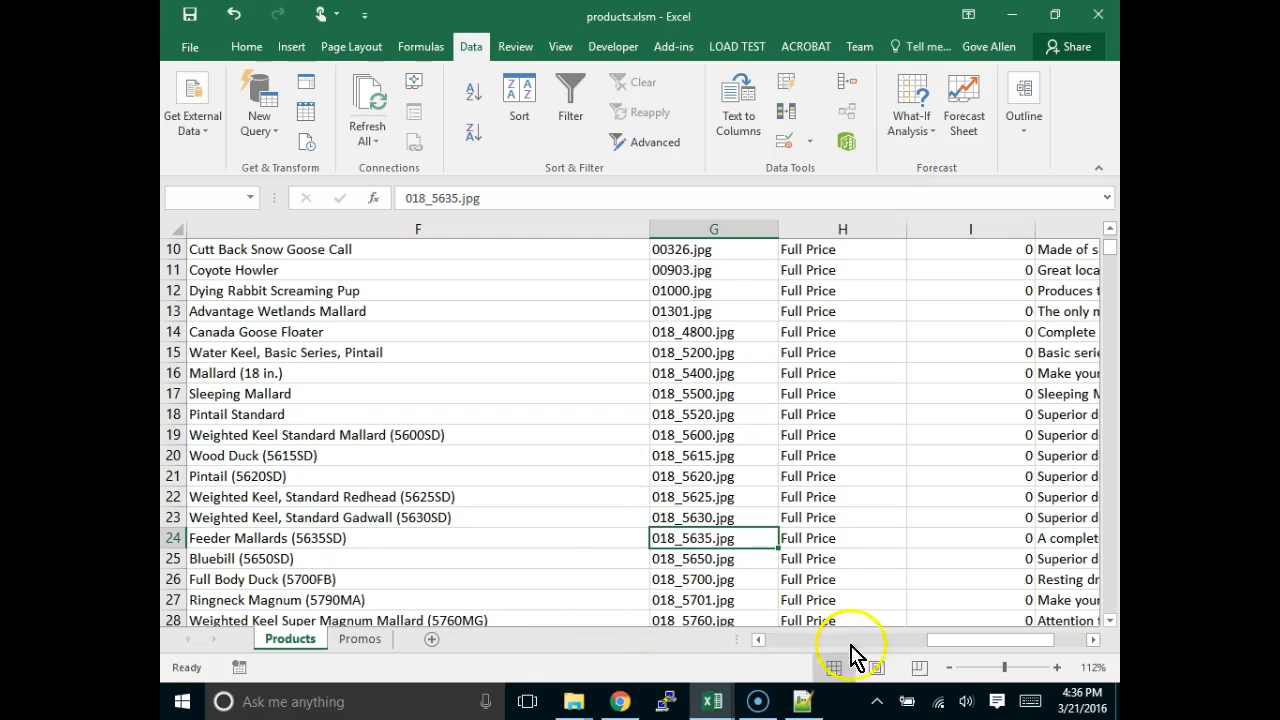 products.xlsm - Excel
File Home Insert Page Layout Formulas Data Review View Developer Add-ins LOAD TEST ACROBAT Team Tell me... Gove Allen Share
Get External Data
New Query
Refresh All
Sort
Filter
Clear
Reapply
Advanced
Text to Columns
What-If Analysis
Forecast Sheet
Outline
Get & Transform Connections Sort & Filter Data Tools Forecast
fx 018_5635.jpg
F G H I
10 Cutt Back Snow Goose Call 00326.jpg Full Price 0 Made of s
11 Coyote Howler 00903.jpg Full Price 0 Great loca
12 Dying Rabbit Screaming Pup 01000.jpg Full Price 0 Produces t
13 Advantage Wetlands Mallard 01301.jpg Full Price 0 The only m
14 Canada Goose Floater 018_4800.jpg Full Price 0 Complete
15 Water Keel, Basic Series, Pintail 018_5200.jpg Full Price 0 Basic serie
16 Mallard (18 in.) 018_5400.jpg Full Price 0 Make your
17 Sleeping Mallard 018_5500.jpg Full Price 0 Sleeping M
18 Pintail Standard 018_5520.jpg Full Price 0 Superior d
19 Weighted Keel Standard Mallard (5600SD) 018_5600.jpg Full Price 0 Superior d
20 Wood Duck (5615SD) 018_5615.jpg Full Price 0 Superior d
21 Pintail (5620SD) 018_5620.jpg Full Price 0 Superior d
22 Weighted Keel, Standard Redhead (5625SD) 018_5625.jpg Full Price 0 Superior d
23 Weighted Keel, Standard Gadwall (5630SD) 018_5630.jpg Full Price 0 Superior d
24 Feeder Mallards (5635SD) 018_5635.jpg Full Price 0 A complet
25 Bluebill (5650SD) 018_5650.jpg Full Price 0 Superior d
26 Full Body Duck (5700FB) 018_5700.jpg Full Price 0 Resting dr
27 Ringneck Magnum (5790MA) 018_5701.jpg Full Price 0 Make your
28 Weighted Keel Super Magnum Mallard (5760MG) 018_5760.jpg Full Price 0 Attention f
Products Promos
Ready 112%
Ask me anything 4:36 PM
3/21/2016